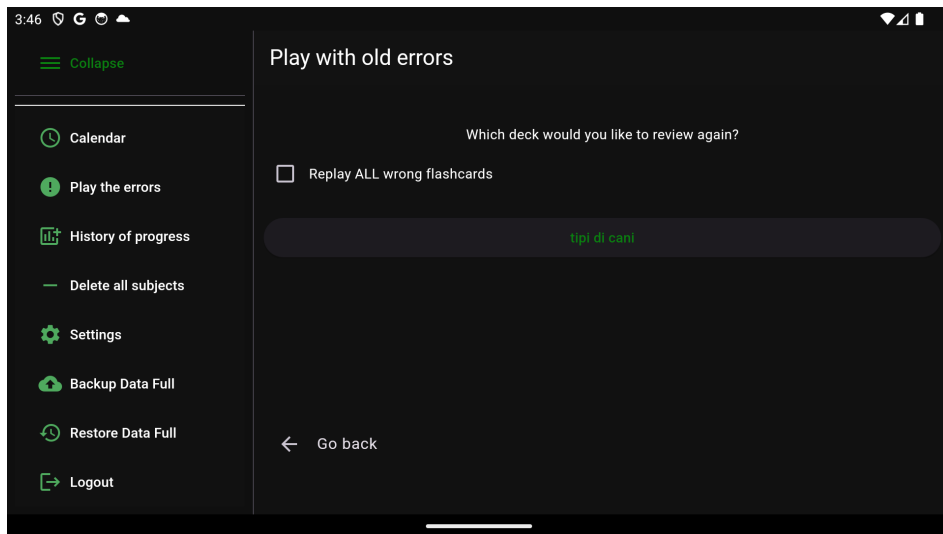 3:46
Collapse
Calendar
Play the errors
History of progress
Delete all subjects
Settings
Backup Data Full
Restore Data Full
Logout
Play with old errors
Which deck would you like to review again?
Replay ALL wrong flashcards
tipi di cani
Go back